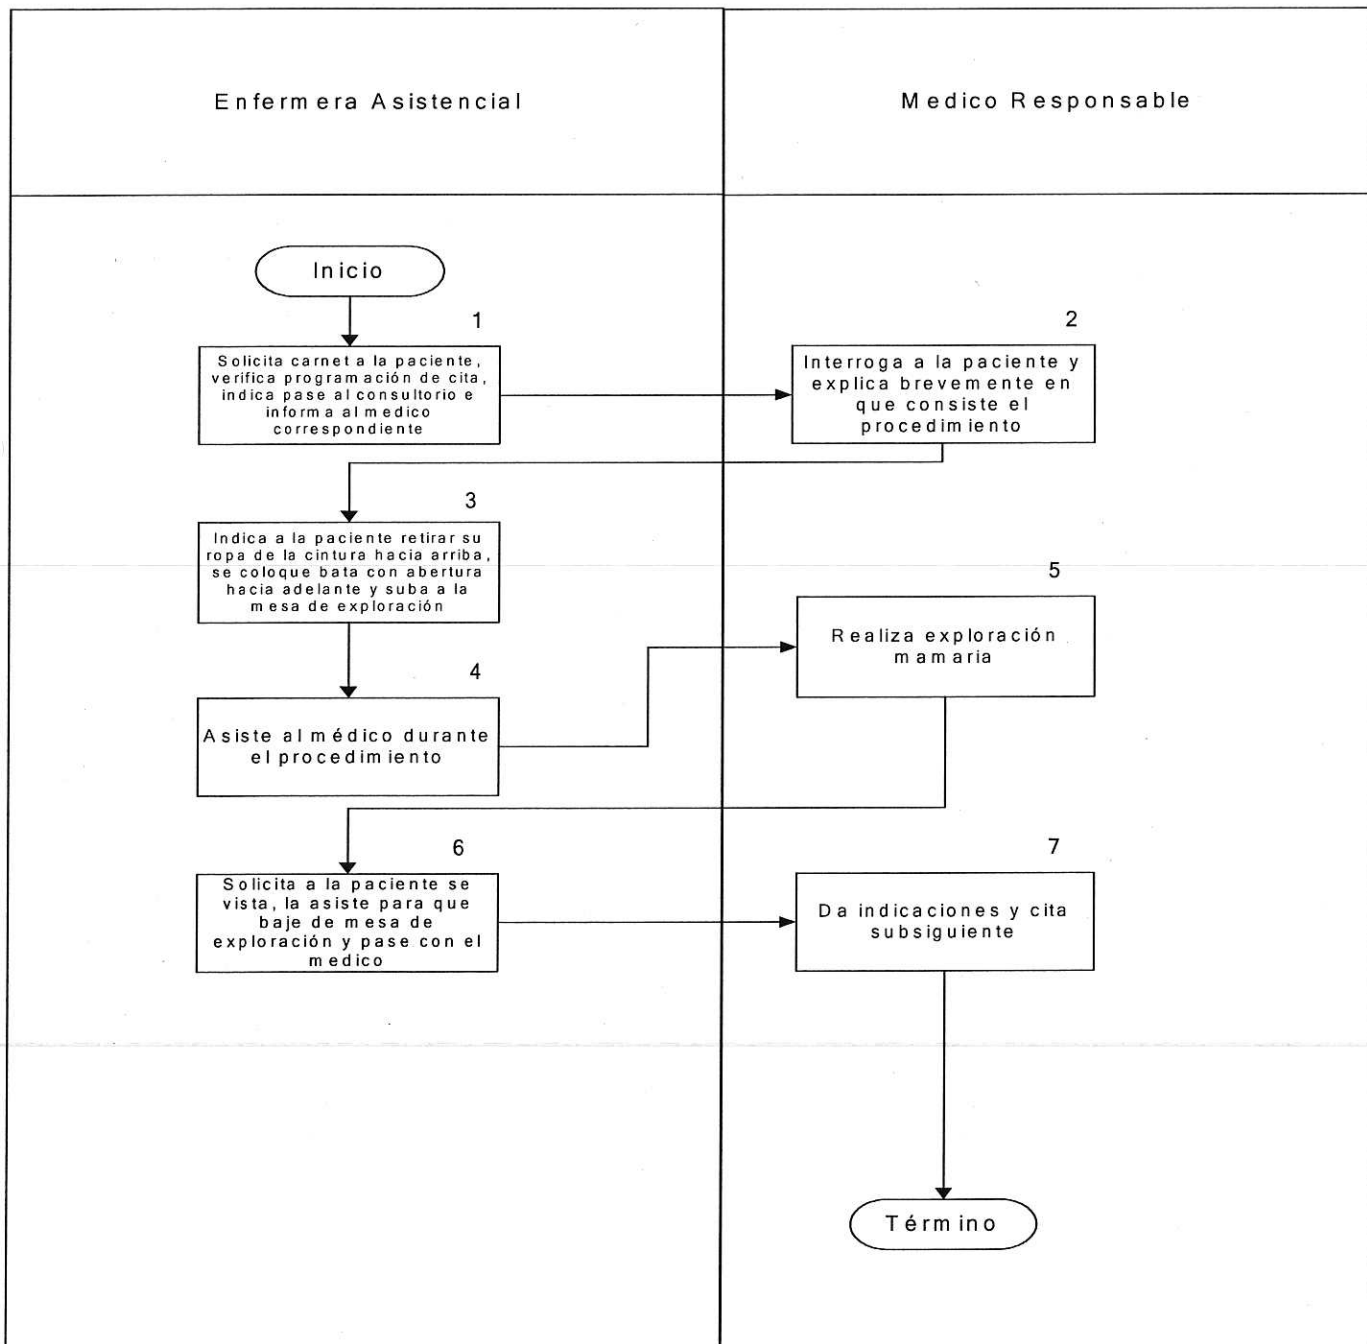 Enfermera Asistencial
Medico Responsable
Inicio
1
Solicita carnet a la paciente,
verifica programación de cita,
indica pase al consultorio e
informa al medico
correspondiente
2
Interroga a la paciente y
explica brevemente en
que consiste el
procedimiento
3
Indica a la paciente retirar su
ropa de la cintura hacia arriba,
se coloque bata con abertura
hacia adelante y suba a la
mesa de exploración
4
Asiste al médico durante
el procedimiento
5
Realiza exploración
mamaria
6
Solicita a la paciente se
vista, la asiste para que
baje de mesa de
exploración y pase con el
medico
7
Da indicaciones y cita
subsiguiente
Término